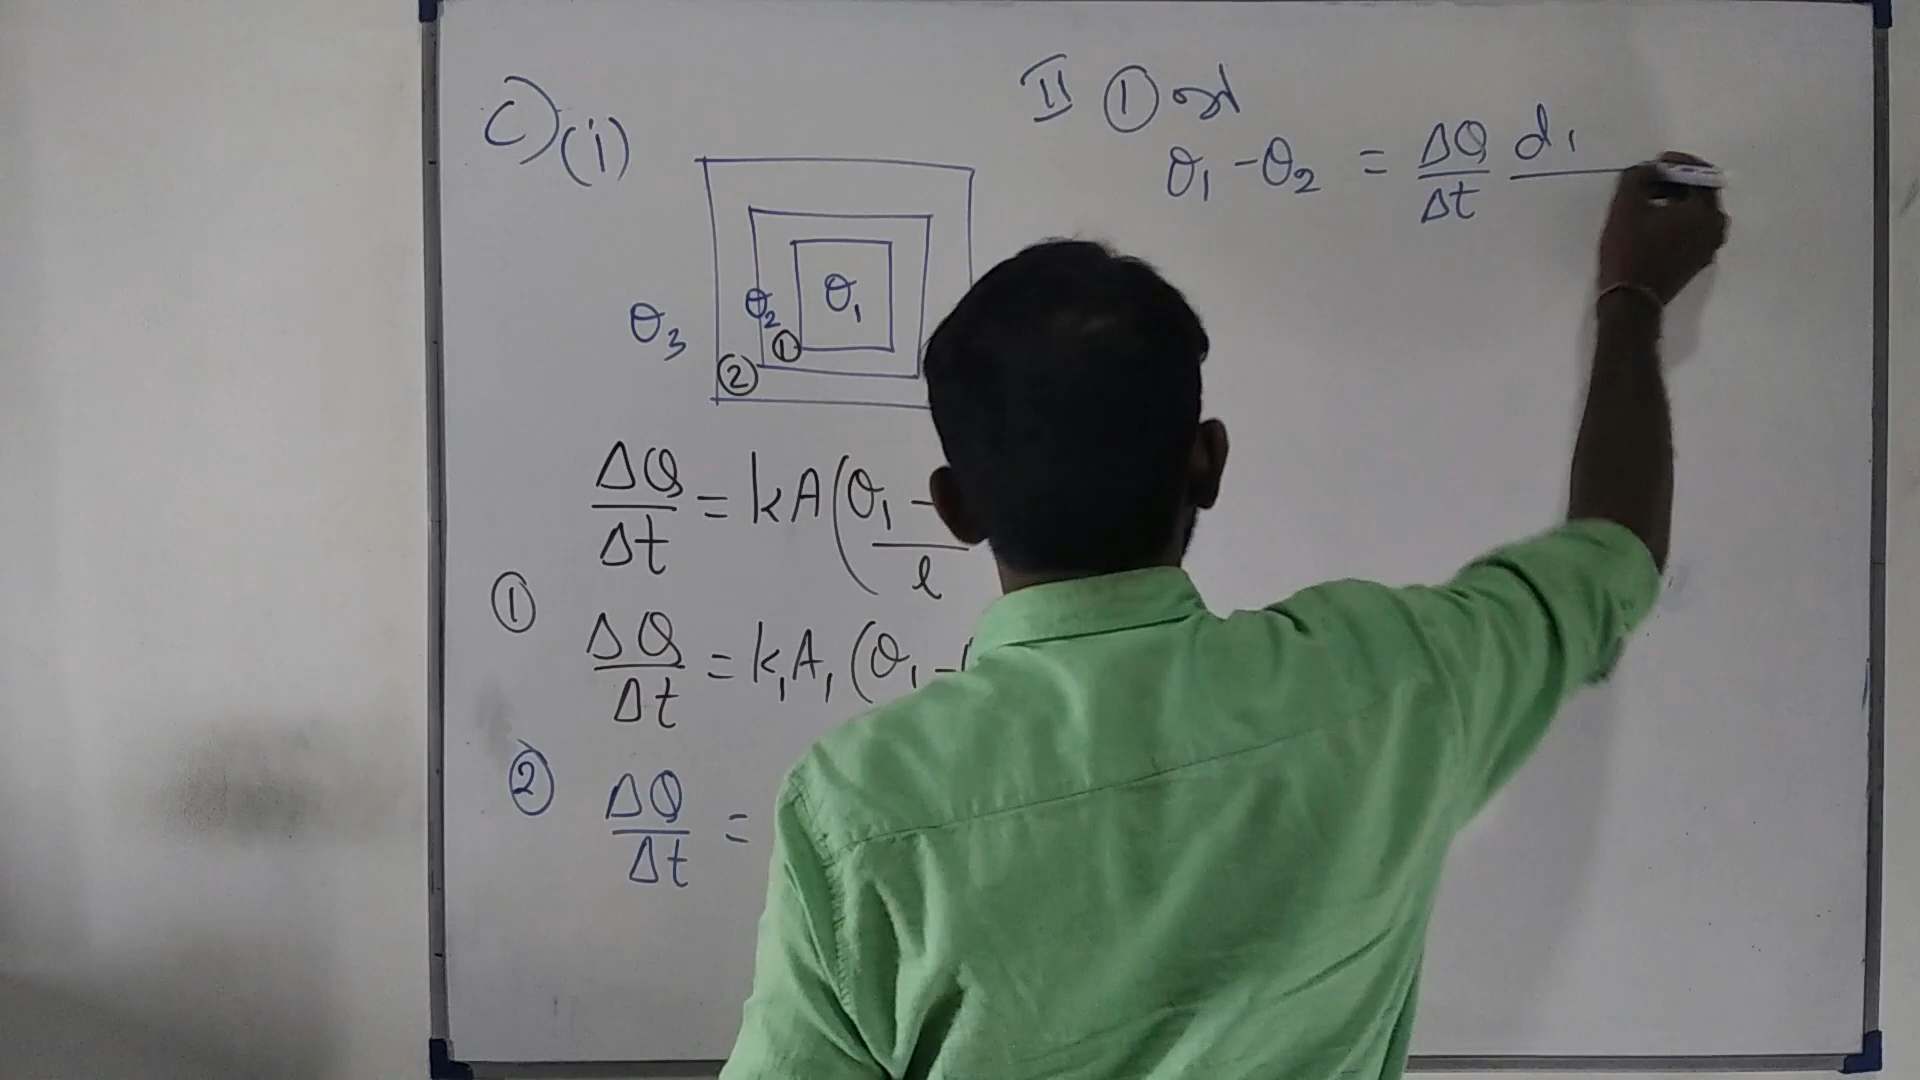 C) (i)
θ₃ θ₂ θ₁
①
②
ΔQ/Δt = kA(θ₁ - / l
① ΔQ/Δt = k₁A₁(θ₁ -
② ΔQ/Δt =
II ①
θ₁ - θ₂ = ΔQ/Δt d₁